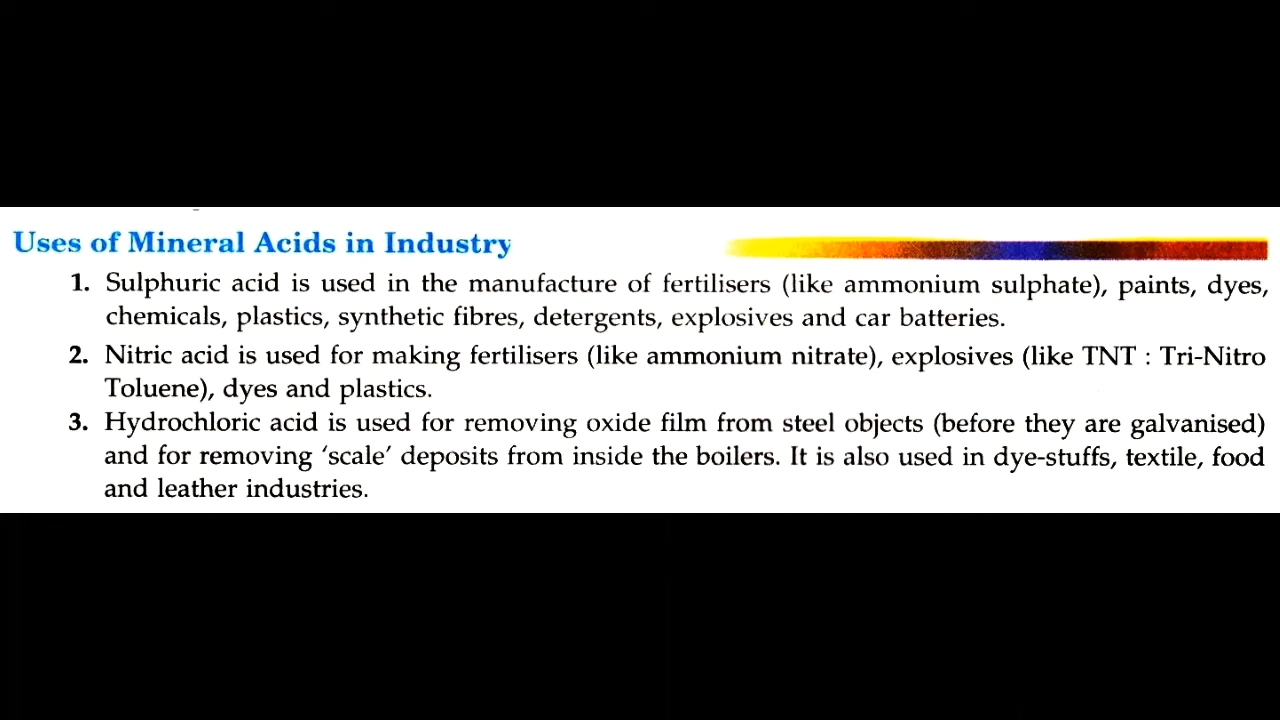 Uses of Mineral Acids in Industry
1. Sulphuric acid is used in the manufacture of fertilisers (like ammonium sulphate), paints, dyes,
chemicals, plastics, synthetic fibres, detergents, explosives and car batteries.
2. Nitric acid is used for making fertilisers (like ammonium nitrate), explosives (like TNT : Tri-Nitro
Toluene), dyes and plastics.
3. Hydrochloric acid is used for removing oxide film from steel objects (before they are galvanised)
and for removing ‘scale’ deposits from inside the boilers. It is also used in dye-stuffs, textile, food
and leather industries.